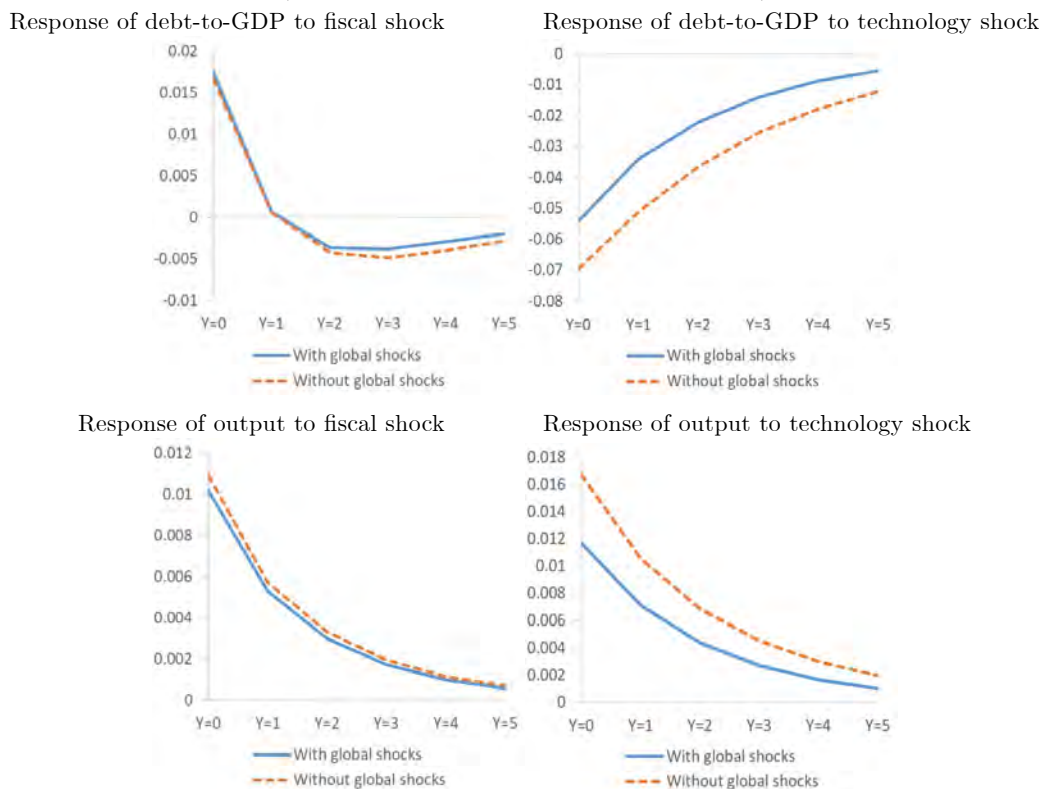 Response of debt-to-GDP to fiscal shock
0.02
0.015
0.01
0.005
0
-0.005
-0.01
Y=0 Y=1 Y=2 Y=3 Y=4 Y=5
With global shocks
Without global shocks
Response of debt-to-GDP to technology shock
0
-0.01
-0.02
-0.03
-0.04
-0.05
-0.06
-0.07
-0.08
Y=0 Y=1 Y=2 Y=3 Y=4 Y=5
With global shocks
Without global shocks
Response of output to fiscal shock
0.012
0.01
0.008
0.006
0.004
0.002
0
Y=0 Y=1 Y=2 Y=3 Y=4 Y=5
With global shocks
Without global shocks
Response of output to technology shock
0.018
0.016
0.014
0.012
0.01
0.008
0.006
0.004
0.002
0
Y=0 Y=1 Y=2 Y=3 Y=4 Y=5
With global shocks
Without global shocks